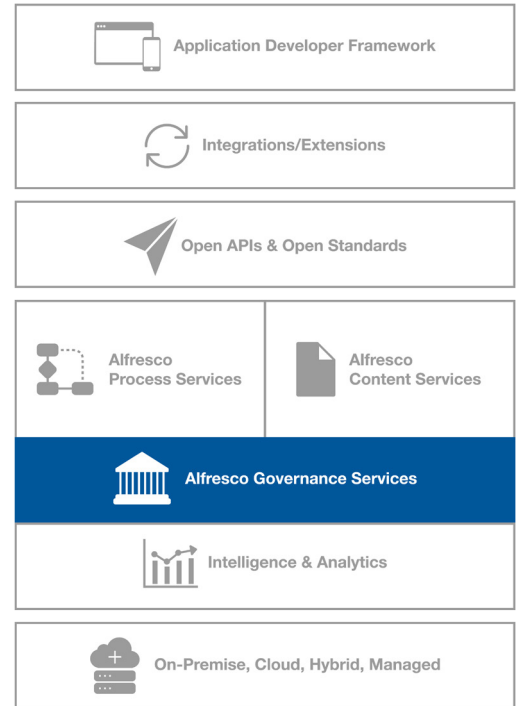 Application Developer Framework
Integrations/Extensions
Open APIs & Open Standards
Alfresco
Process Services
Alfresco
Content Services
Alfresco Governance Services
Intelligence & Analytics
On-Premise, Cloud, Hybrid, Managed